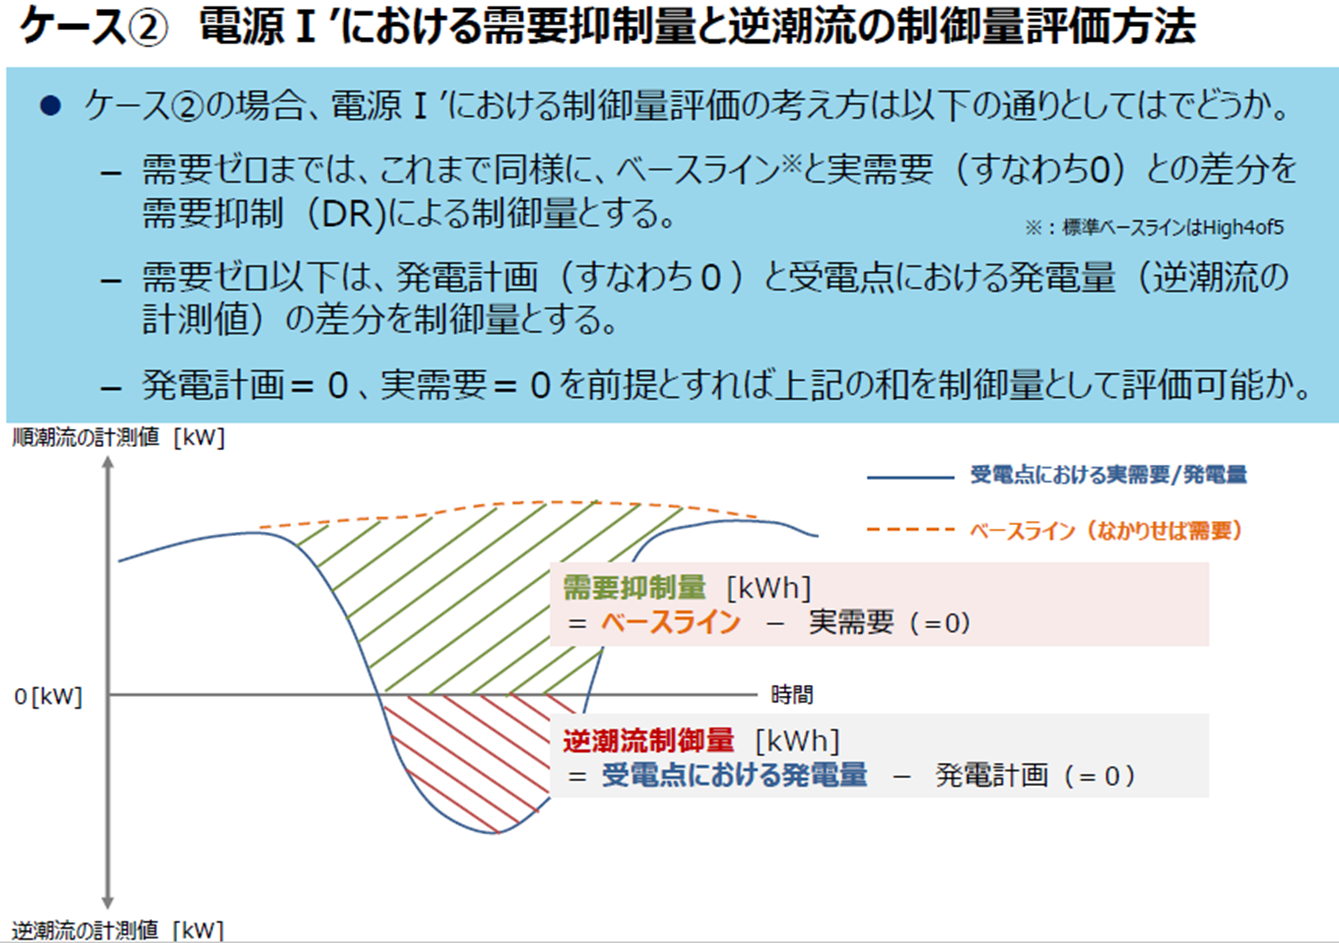 ケース② 電源Ⅰ’における需要抑制量と逆潮流の制御量評価方法
● ケース②の場合、電源Ⅰ’における制御量評価の考え方は以下の通りとしてはでどうか。
– 需要ゼロまでは、これまで同様に、ベースライン※と実需要（すなわち0）との差分を
需要抑制（DR)による制御量とする。
※：標準ベースラインはHigh4of5
– 需要ゼロ以下は、発電計画（すなわち０）と受電点における発電量（逆潮流の
計測値）の差分を制御量とする。
– 発電計画＝０、実需要＝０を前提とすれば上記の和を制御量として評価可能か。
順潮流の計測値 [kW]
受電点における実需要/発電量
ベースライン（なかりせば需要）
需要抑制量 [kWh]
＝ ベースライン － 実需要（=0）
0[kW]
時間
逆潮流制御量 [kWh]
＝ 受電点における発電量 － 発電計画（=０）
逆潮流の計測値 [kW]